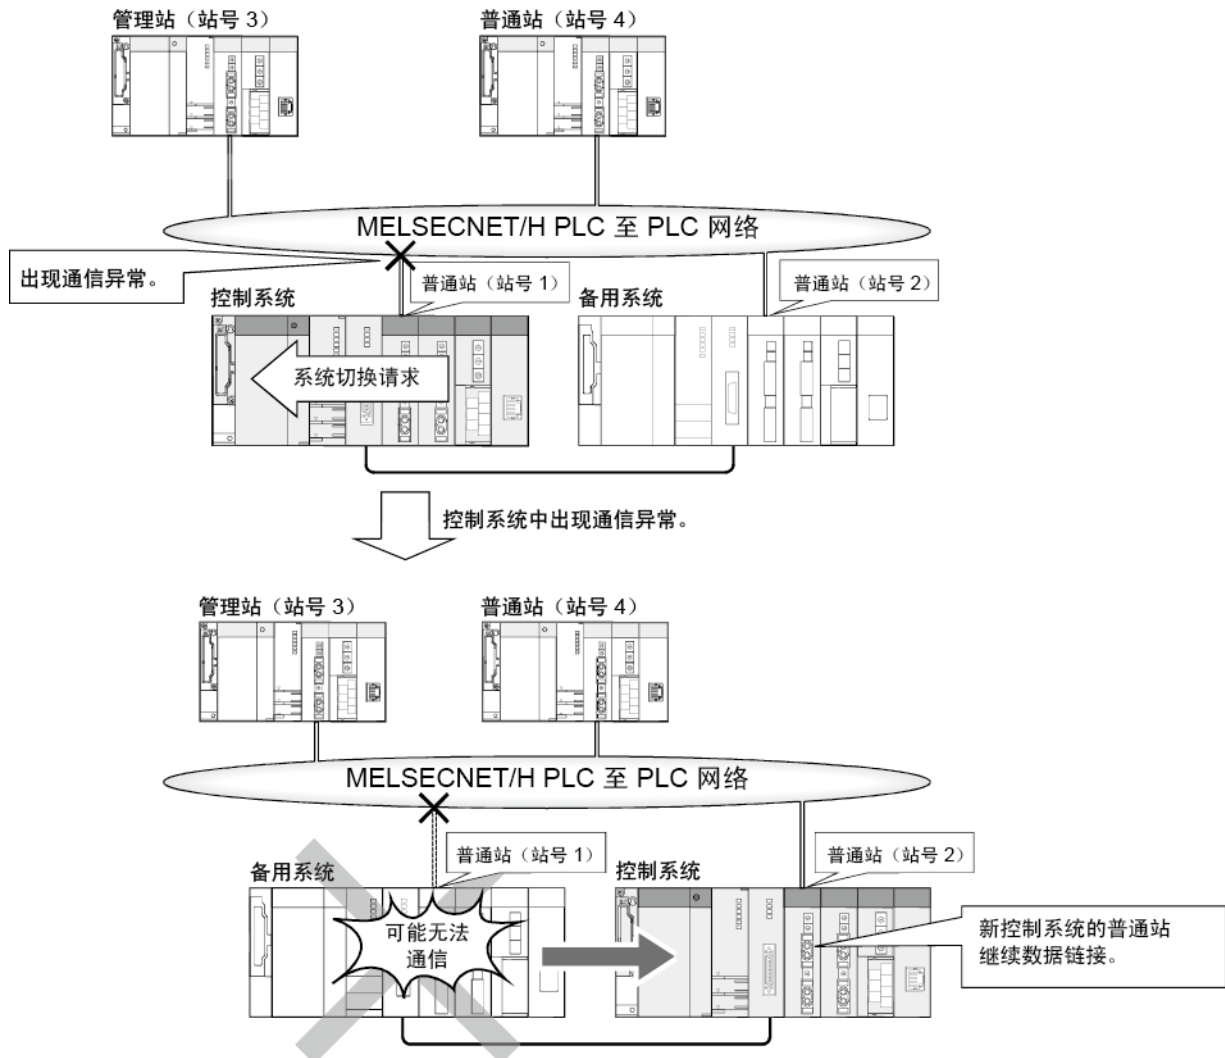 管理站（站号 3）
普通站（站号 4）
MELSECNET/H PLC 至 PLC 网络
出现通信异常。
普通站（站号 1）
普通站（站号 2）
控制系统
备用系统
系统切换请求
控制系统中出现通信异常。
管理站（站号 3）
普通站（站号 4）
MELSECNET/H PLC 至 PLC 网络
普通站（站号 1）
普通站（站号 2）
备用系统
控制系统
可能无法
通信
新控制系统的普通站
继续数据链接。